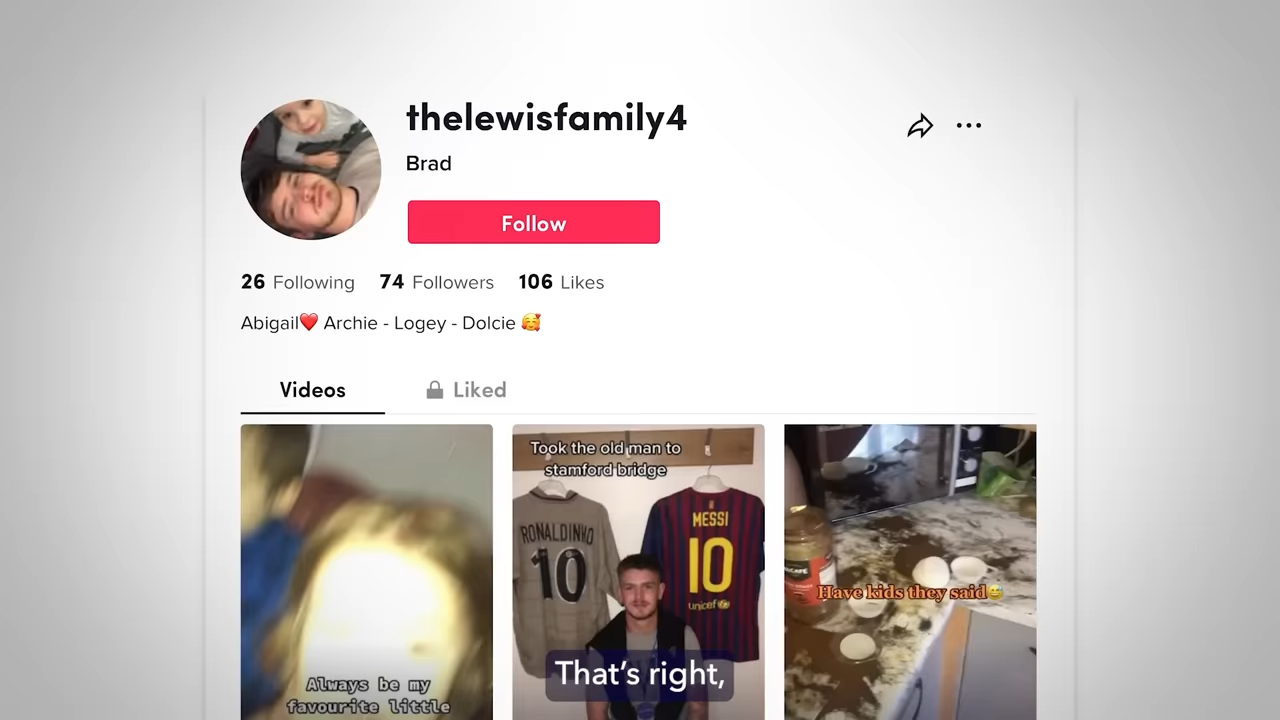 thelewisfamily4
Brad
Follow
26 Following 74 Followers 106 Likes
Abigail❤️ Archie - Logey - Dolcie 🥰
Videos
Liked
Always be my
favourite little
Took the old man to
stamford bridge
RONALDINHO
10
MESSI
10
unicef
That's right,
Have kids they said😅